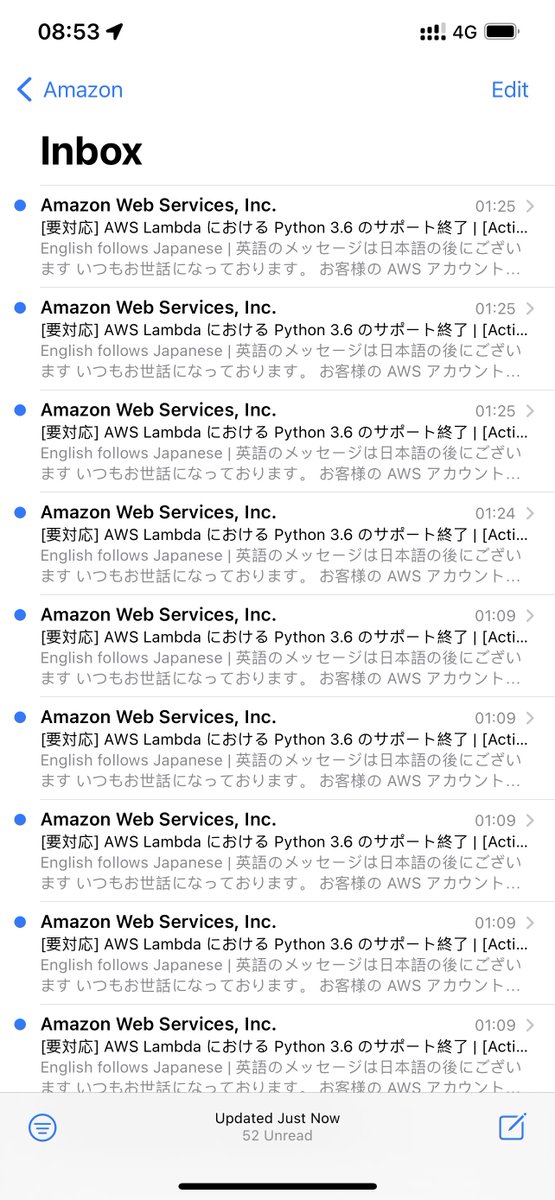 08:53
4G
Amazon
Edit
Inbox
Amazon Web Services, Inc.
01:25
[要対応] AWS Lambda における Python 3.6 のサポート終了 | [Acti...
English follows Japanese | 英語のメッセージは日本語の後にござい
ます いつもお世話になっております。 お客様の AWS アカウント...
Amazon Web Services, Inc.
01:25
[要対応] AWS Lambda における Python 3.6 のサポート終了 | [Acti...
English follows Japanese | 英語のメッセージは日本語の後にござい
ます いつもお世話になっております。 お客様の AWS アカウント...
Amazon Web Services, Inc.
01:25
[要対応] AWS Lambda における Python 3.6 のサポート終了 | [Acti...
English follows Japanese | 英語のメッセージは日本語の後にござい
ます いつもお世話になっております。 お客様の AWS アカウント...
Amazon Web Services, Inc.
01:24
[要対応] AWS Lambda における Python 3.6 のサポート終了 | [Acti...
English follows Japanese | 英語のメッセージは日本語の後にござい
ます いつもお世話になっております。 お客様の AWS アカウント...
Amazon Web Services, Inc.
01:09
[要対応] AWS Lambda における Python 3.6 のサポート終了 | [Acti...
English follows Japanese | 英語のメッセージは日本語の後にござい
ます いつもお世話になっております。 お客様の AWS アカウント...
Amazon Web Services, Inc.
01:09
[要対応] AWS Lambda における Python 3.6 のサポート終了 | [Acti...
English follows Japanese | 英語のメッセージは日本語の後にござい
ます いつもお世話になっております。 お客様の AWS アカウント...
Amazon Web Services, Inc.
01:09
[要対応] AWS Lambda における Python 3.6 のサポート終了 | [Acti...
English follows Japanese | 英語のメッセージは日本語の後にござい
ます いつもお世話になっております。 お客様の AWS アカウント...
Amazon Web Services, Inc.
01:09
[要対応] AWS Lambda における Python 3.6 のサポート終了 | [Acti...
English follows Japanese | 英語のメッセージは日本語の後にござい
ます いつもお世話になっております。 お客様の AWS アカウント...
Amazon Web Services, Inc.
01:09
[要対応] AWS Lambda における Python 3.6 のサポート終了 | [Acti...
English follows Japanese | 英語のメッセージは日本語の後にござい
ます いつもお世話になっております。 お客様の AWS アカウント...
Updated Just Now
52 Unread